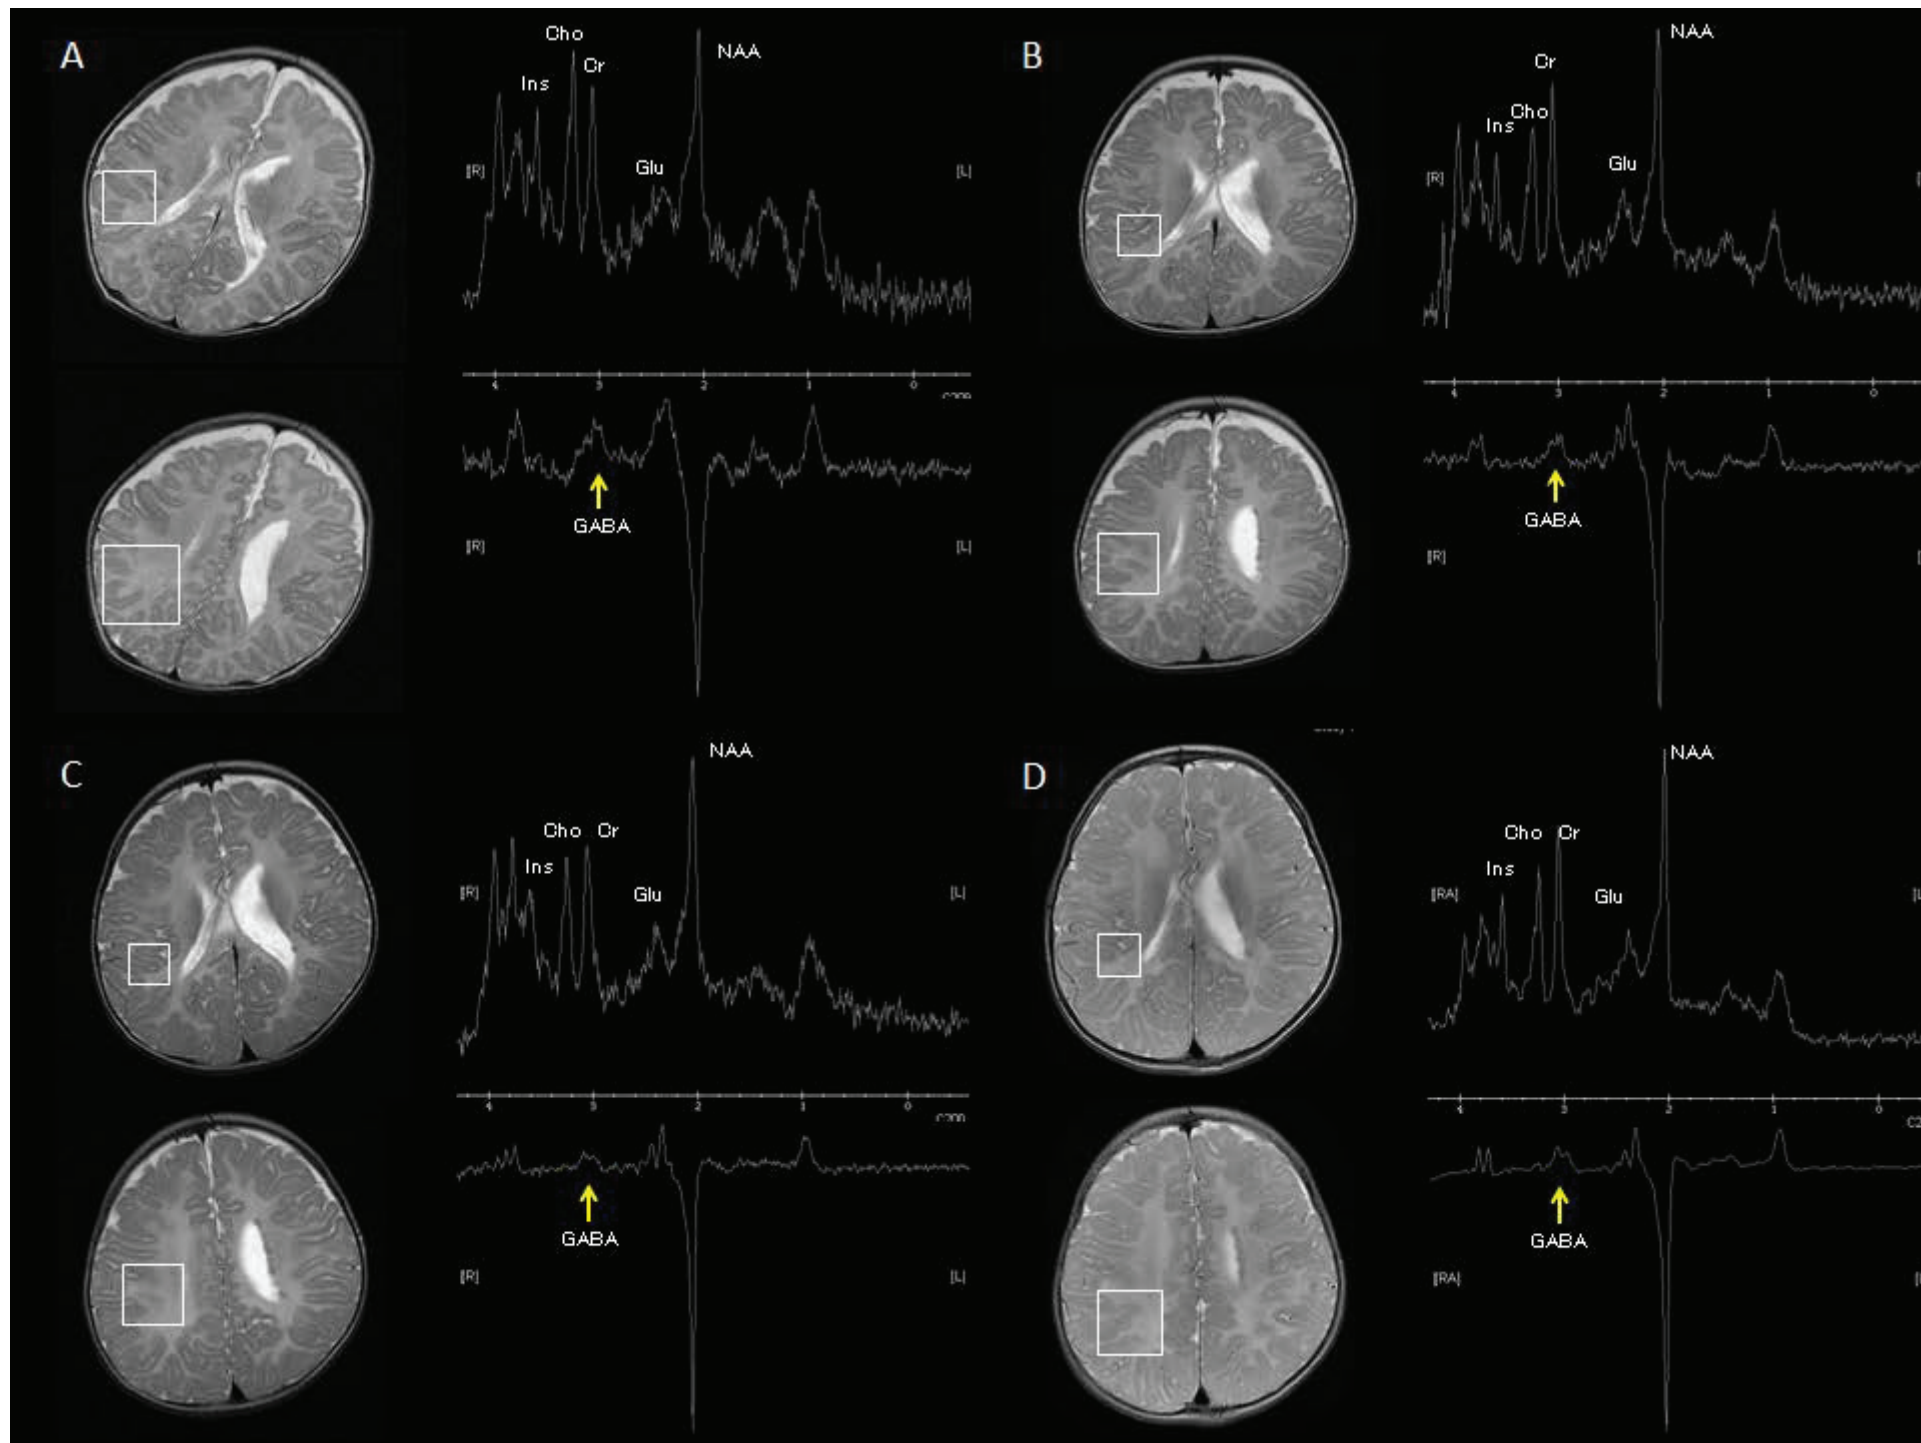 A
Cho
NAA
Cr
Ins
Glu
[R]
[L]
4 3 2 1 0
GABA
[R]
[L]
B
NAA
Cr
Cho
Ins
Glu
[R]
4 3 2 1 0
GABA
[R]
C
NAA
Cho Cr
Ins
Glu
[R]
[L]
4 3 2 1 0
GABA
[R]
[L]
D
NAA
Cho Cr
Ins
Glu
[RA]
4 3 2 1 0
GABA
[RA]